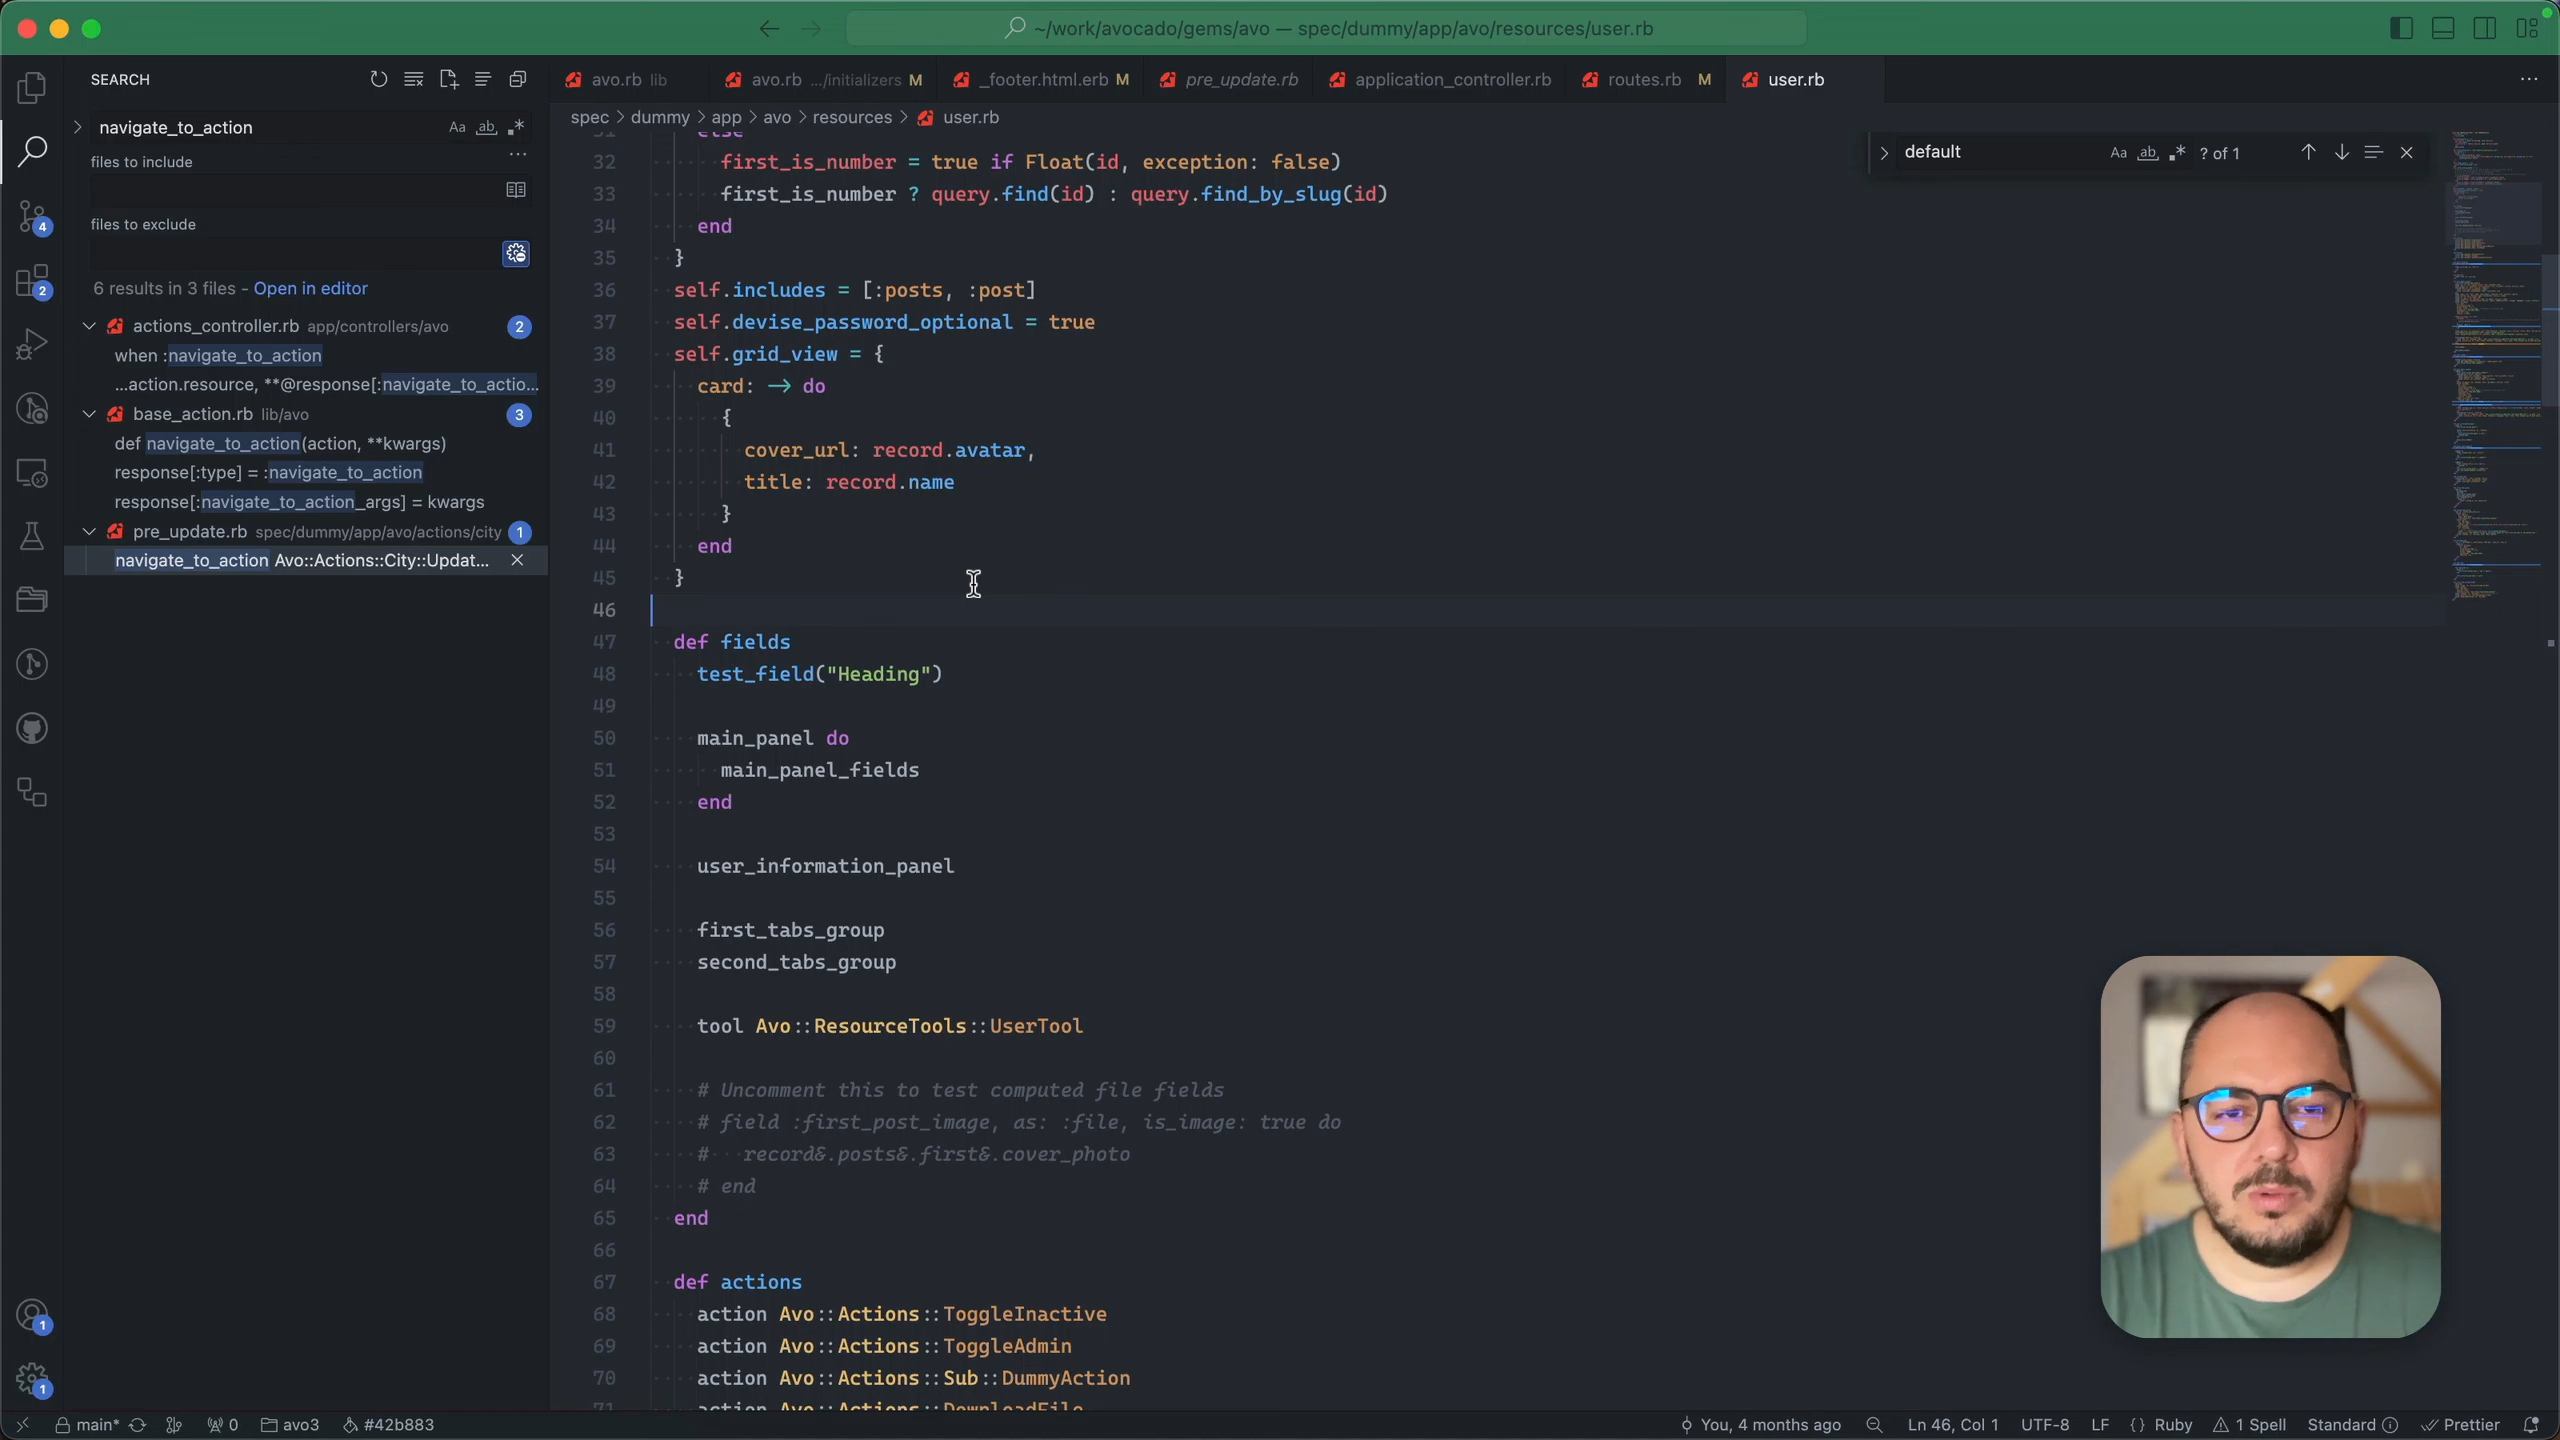 ~/work/avocado/gems/avo — spec/dummy/app/avo/resources/user.rb
SEARCH
navigate_to_action
Aa ab
files to include
files to exclude
6 results in 3 files - Open in editor
actions_controller.rb app/controllers/avo 2
when :navigate_to_action
...action.resource, **@response[:navigate_to_actio...
base_action.rb lib/avo 3
def navigate_to_action(action, **kwargs)
response[:type] = :navigate_to_action
response[:navigate_to_action_args] = kwargs
pre_update.rb spec/dummy/app/avo/actions/city 1
navigate_to_action Avo::Actions::City::Updat...
4
2
1
1
avo.rb lib
avo.rb .../initializers M
_footer.html.erb M
pre_update.rb
application_controller.rb
routes.rb M
user.rb
spec > dummy > app > avo > resources > user.rb
default Aa ab ? of 1
else
32 first_is_number = true if Float(id, exception: false)
33 first_is_number ? query.find(id) : query.find_by_slug(id)
34 end
35 }
36 self.includes = [:posts, :post]
37 self.devise_password_optional = true
38 self.grid_view = {
39 card: -> do
40 {
41 cover_url: record.avatar,
42 title: record.name
43 }
44 end
45 }
46
47 def fields
48 test_field("Heading")
49
50 main_panel do
51 main_panel_fields
52 end
53
54 user_information_panel
55
56 first_tabs_group
57 second_tabs_group
58
59 tool Avo::ResourceTools::UserTool
60
61 # Uncomment this to test computed file fields
62 # field :first_post_image, as: :file, is_image: true do
63 # record&.posts&.first&.cover_photo
64 # end
65 end
66
67 def actions
68 action Avo::Actions::ToggleInactive
69 action Avo::Actions::ToggleAdmin
70 action Avo::Actions::Sub::DummyAction
71 action Avo::Actions::DownloadFile
main* 0 avo3 #42b883
You, 4 months ago Ln 46, Col 1 UTF-8 LF {} Ruby 1 Spell Standard Prettier